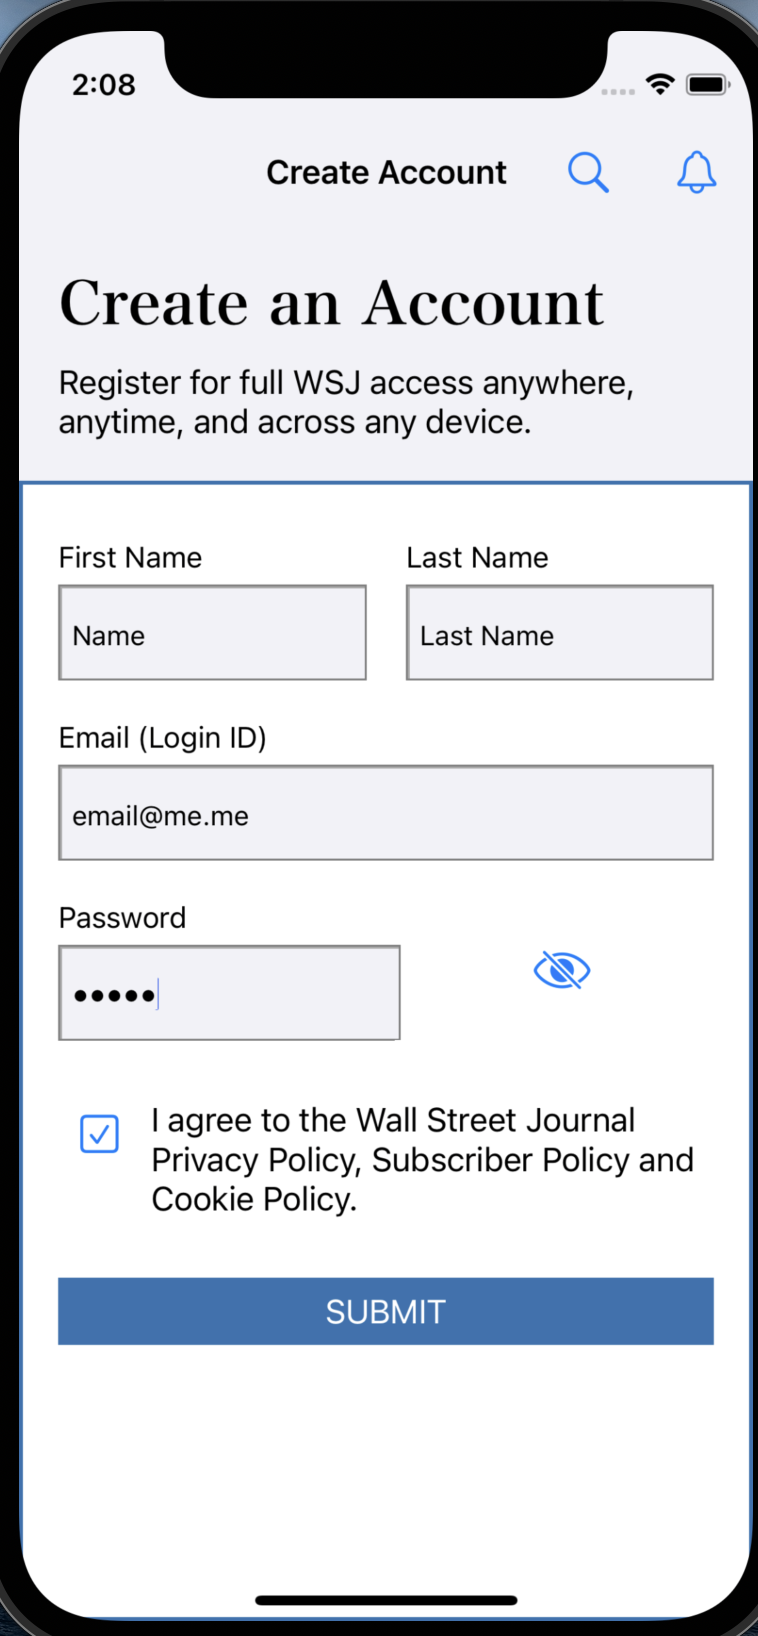 2:08
Create Account
Create an Account
Register for full WSJ access anywhere,
anytime, and across any device.
First Name
Last Name
Name
Last Name
Email (Login ID)
email@me.me
Password
•••••
I agree to the Wall Street Journal
Privacy Policy, Subscriber Policy and
Cookie Policy.
SUBMIT